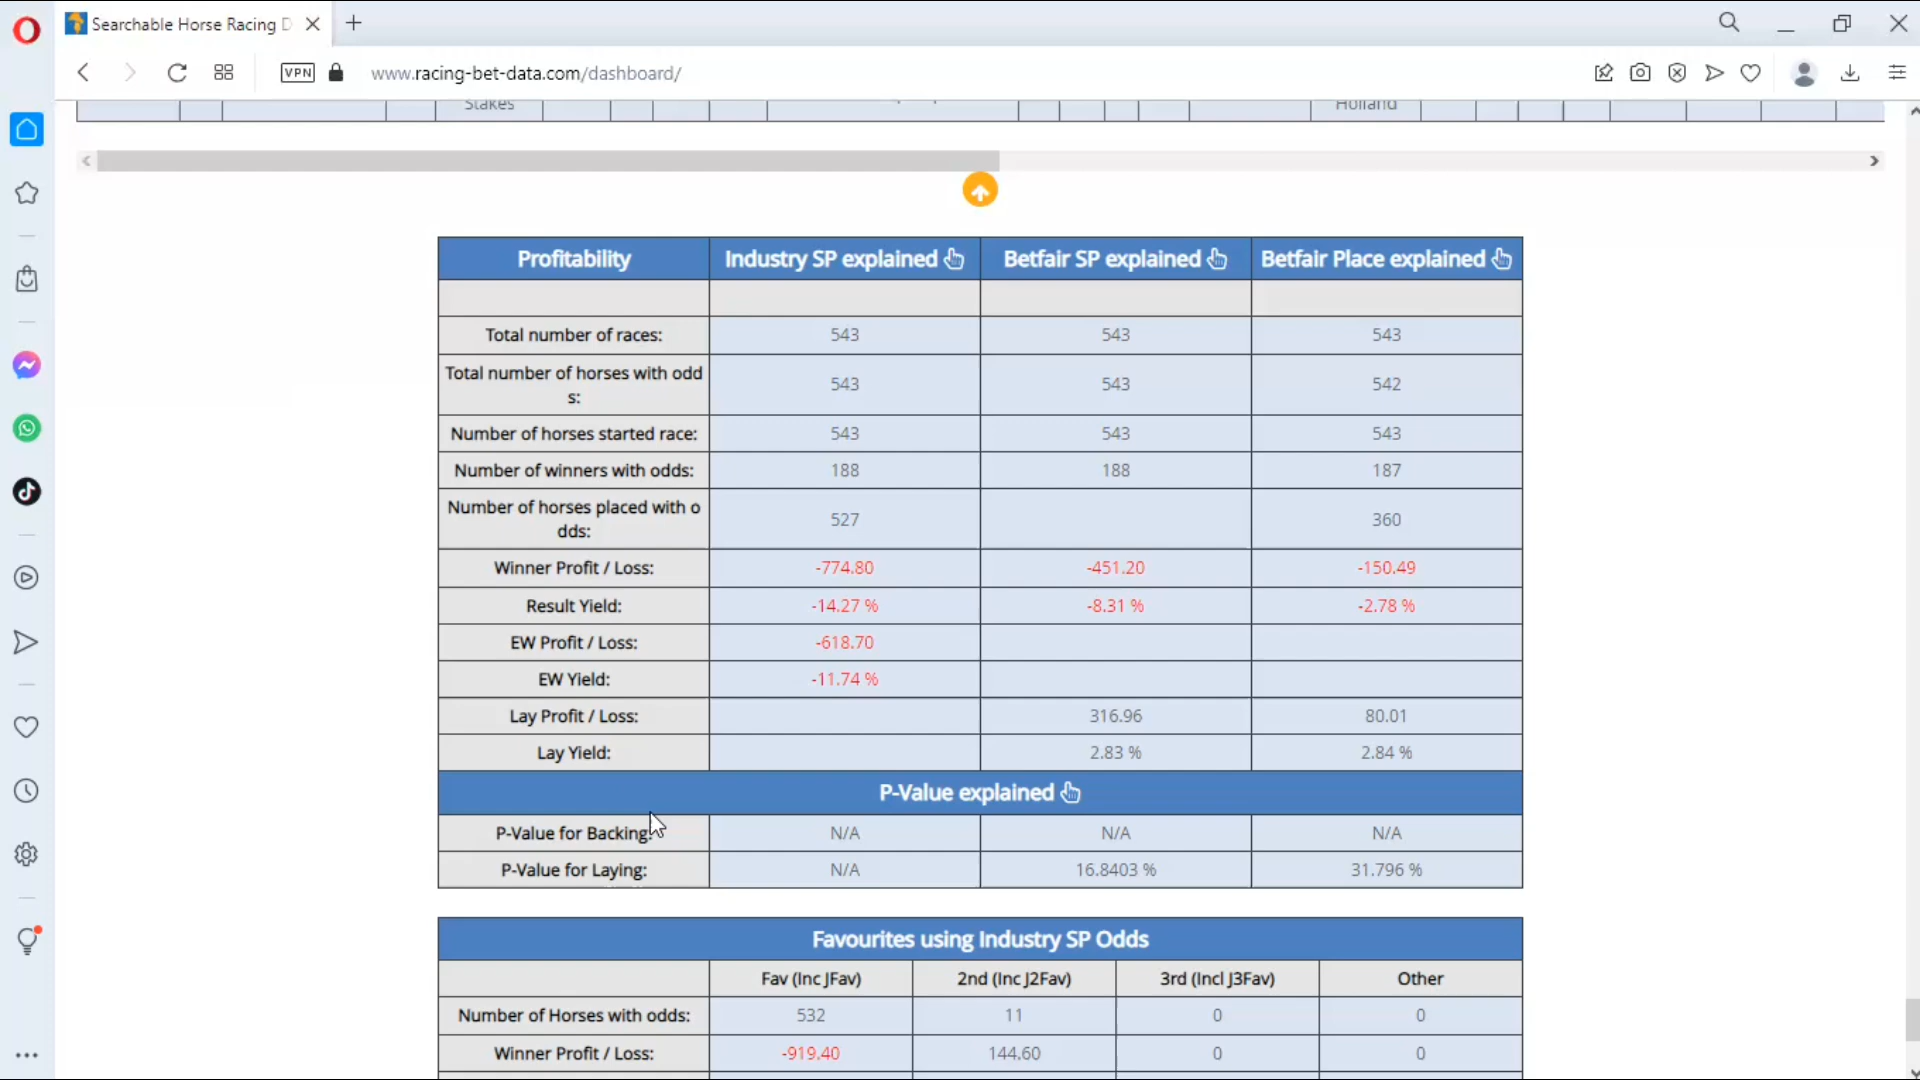 Searchable Horse Racing D
VPN
www.racing-bet-data.com/dashboard/
Stakes
Holland
Profitability
Industry SP explained
Betfair SP explained
Betfair Place explained
Total number of races:
543
543
543
Total number of horses with odd
s:
543
543
542
Number of horses started race:
543
543
543
Number of winners with odds:
188
188
187
Number of horses placed with o
dds:
527
360
Winner Profit / Loss:
-774.80
-451.20
-150.49
Result Yield:
-14.27 %
-8.31 %
-2.78 %
EW Profit / Loss:
-618.70
EW Yield:
-11.74 %
Lay Profit / Loss:
316.96
80.01
Lay Yield:
2.83 %
2.84 %
P-Value explained
P-Value for Backing:
N/A
N/A
N/A
P-Value for Laying:
N/A
16.8403 %
31.796 %
Favourites using Industry SP Odds
Fav (Inc JFav)
2nd (Inc J2Fav)
3rd (Incl J3Fav)
Other
Number of Horses with odds:
532
11
0
0
Winner Profit / Loss:
-919.40
144.60
0
0